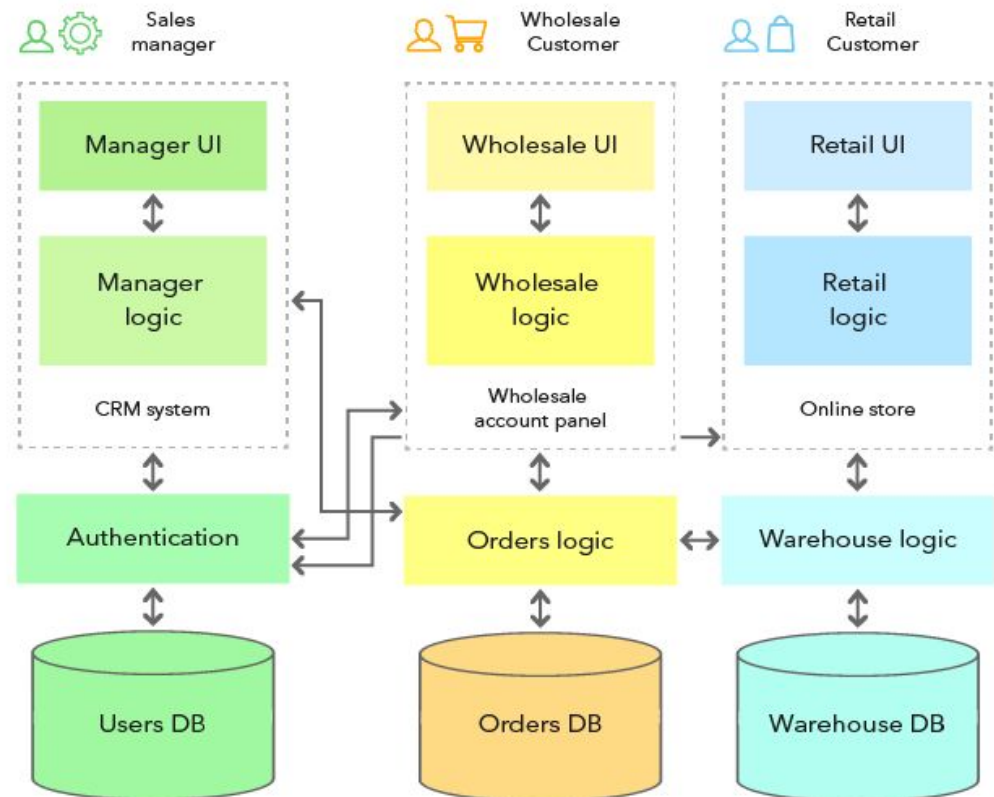 Sales
manager
Wholesale
Customer
Retail
Customer
Manager UI
Wholesale UI
Retail UI
Manager
logic
Wholesale
logic
Retail
logic
CRM system
Wholesale
account panel
Online store
Authentication
Orders logic
Warehouse logic
Users DB
Orders DB
Warehouse DB